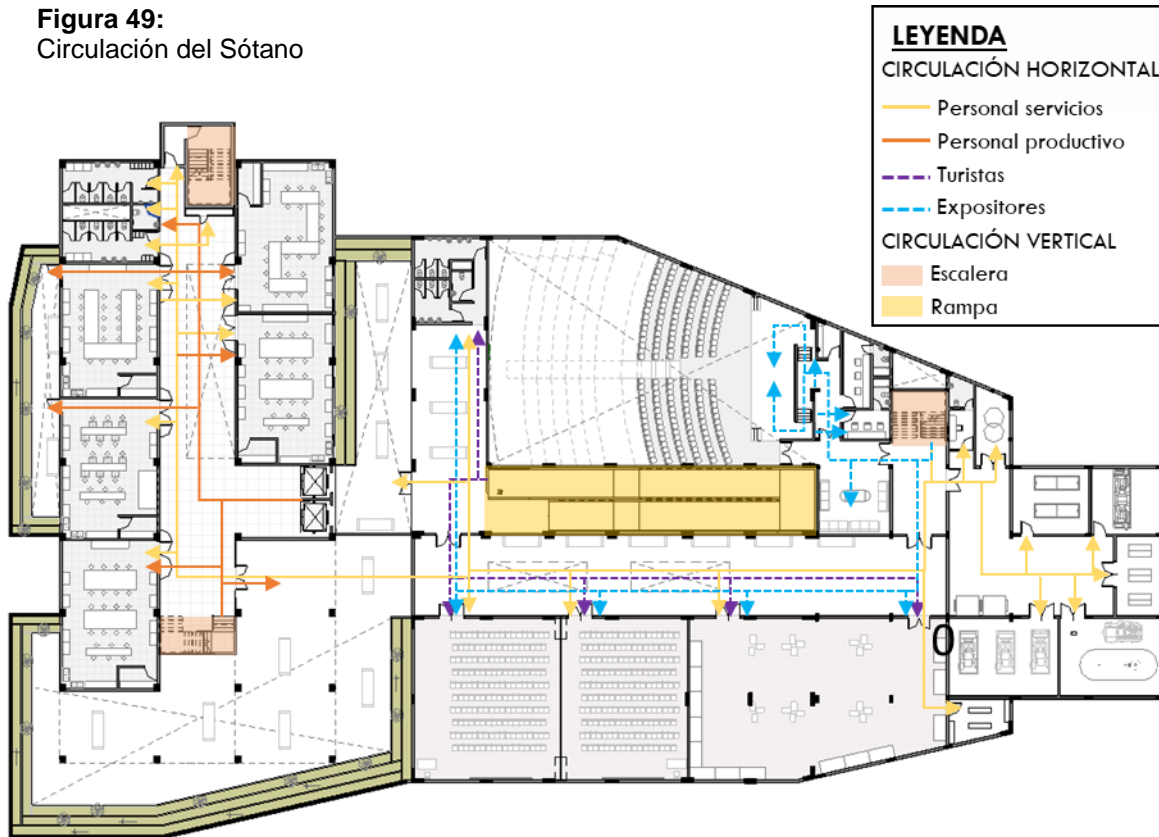 Figura 49:
Circulación del Sótano
LEYENDA
CIRCULACIÓN HORIZONTAL
Personal servicios
Personal productivo
Turistas
Expositores
CIRCULACIÓN VERTICAL
Escalera
Rampa